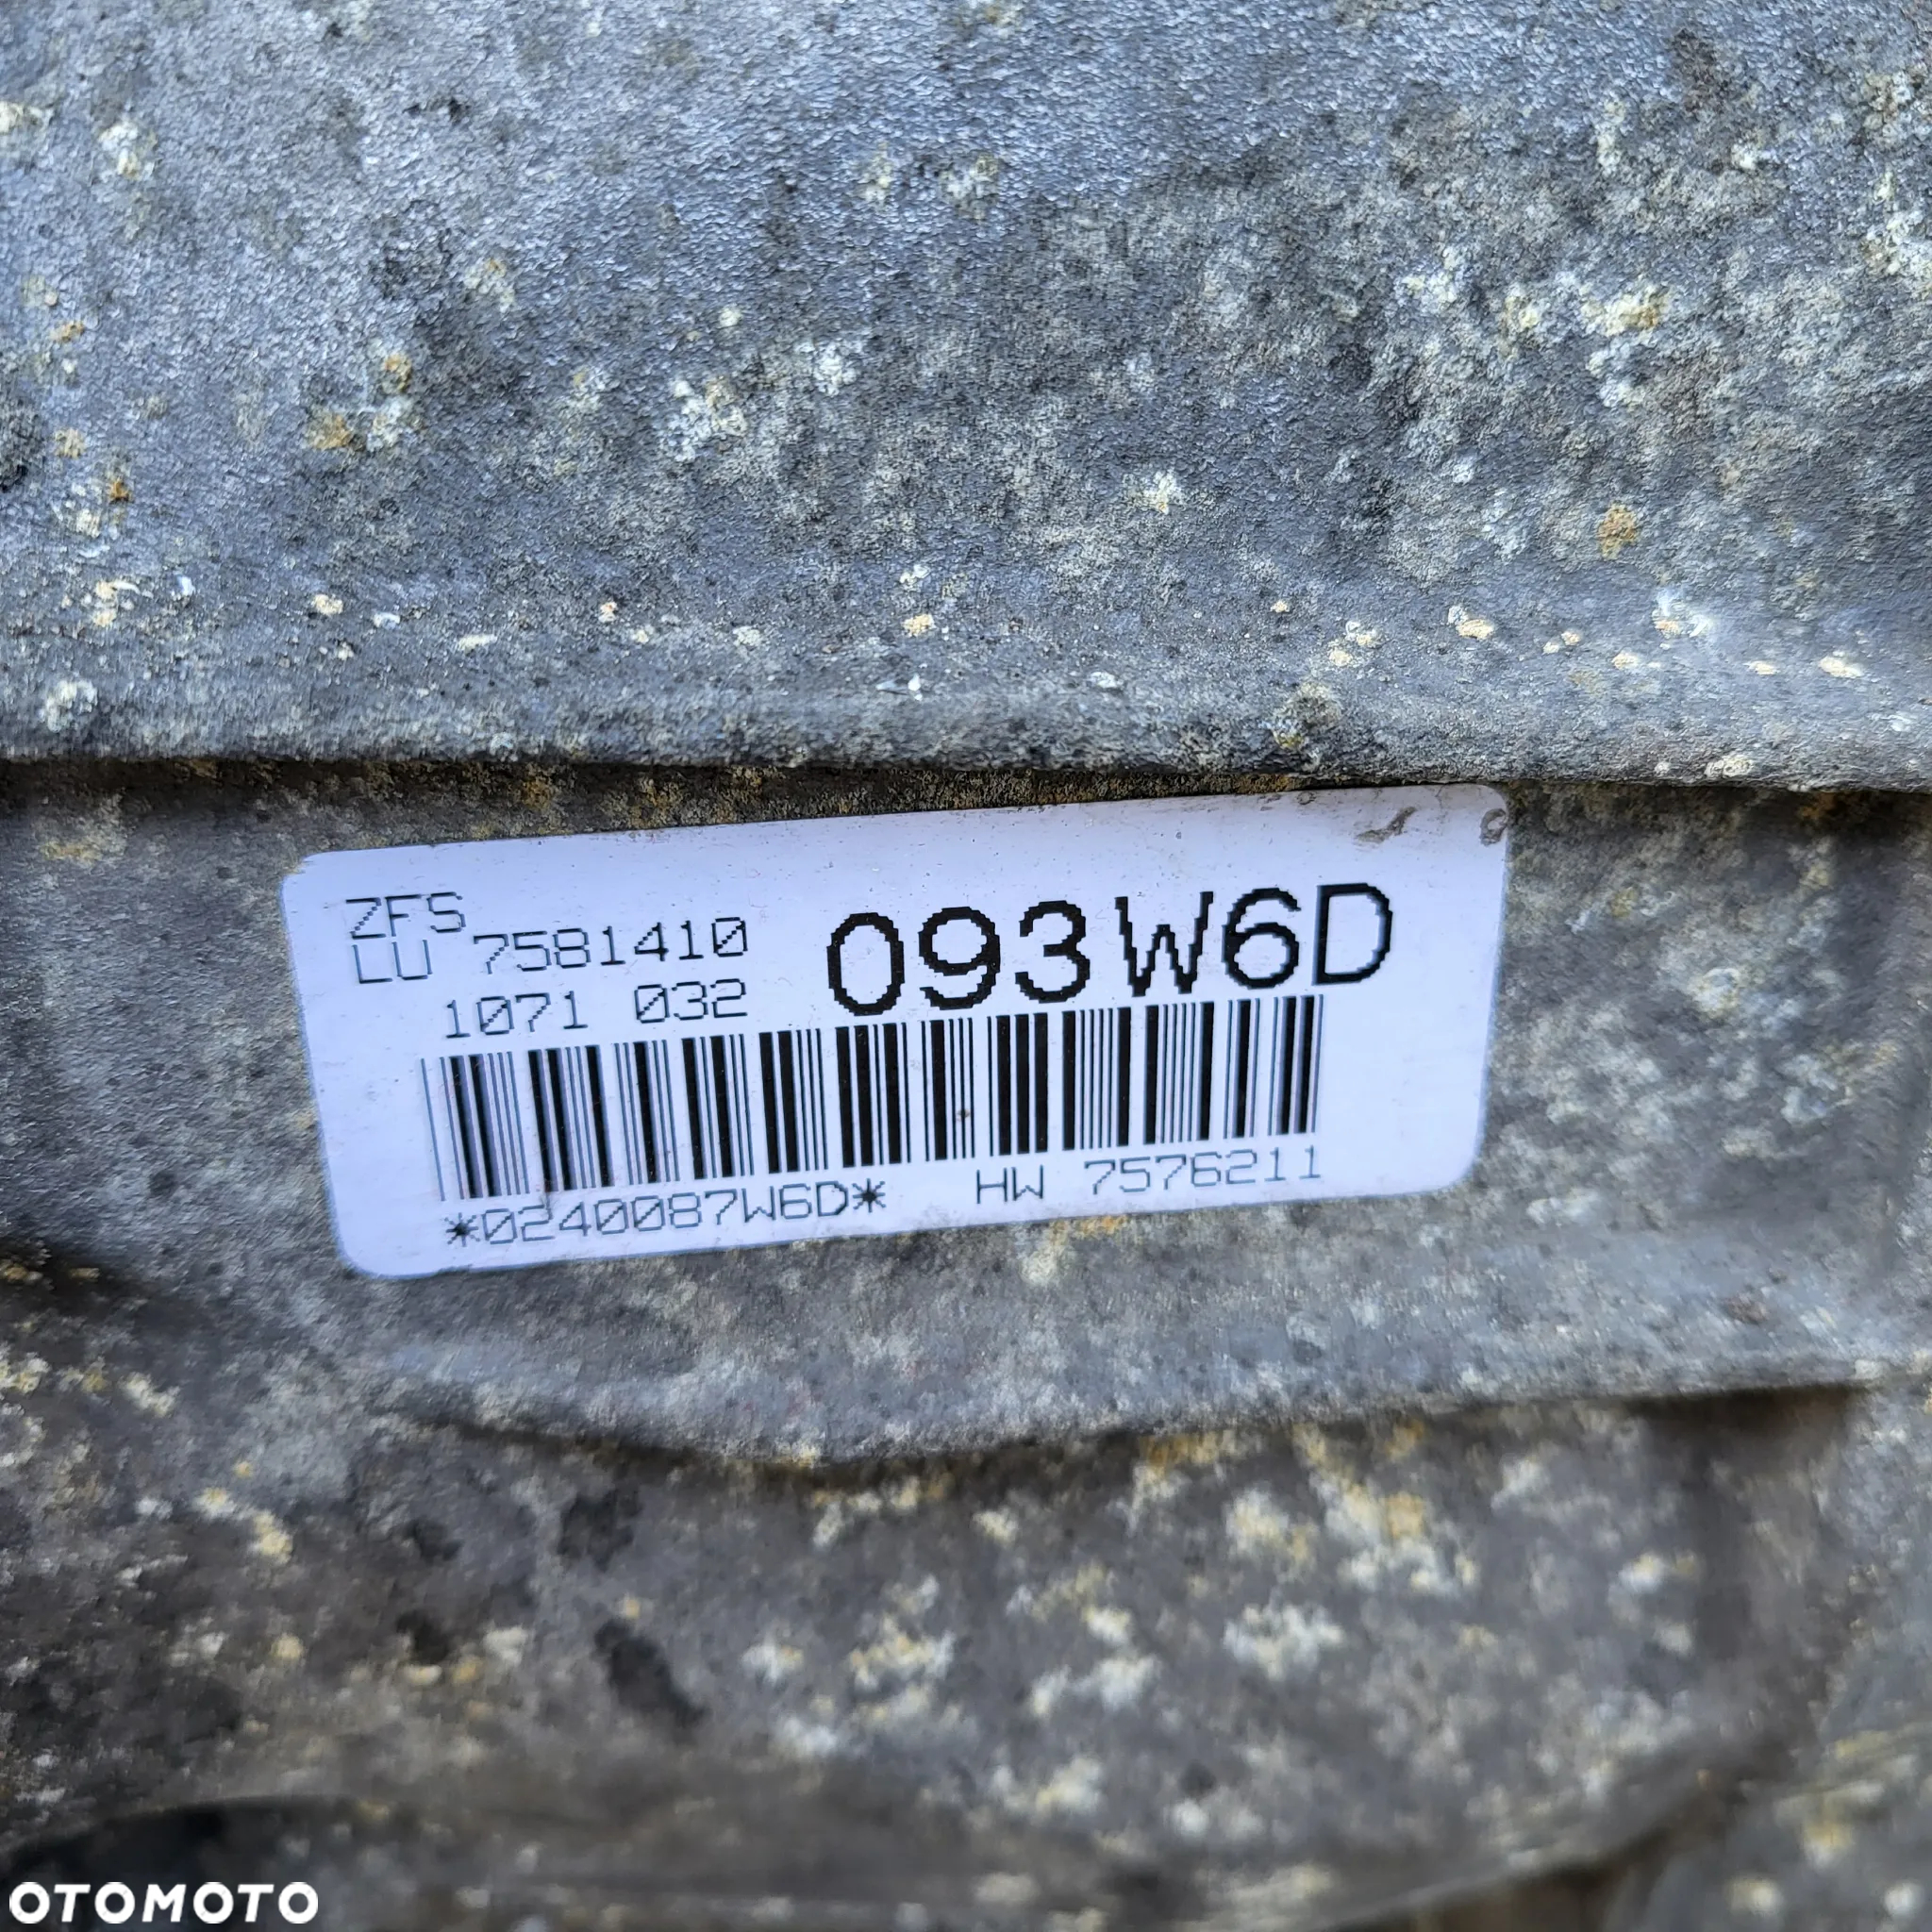 ZFS
LU 7581410 093W6D
1071 032
*0240087W6D* HW 7576211
OTOMOTO